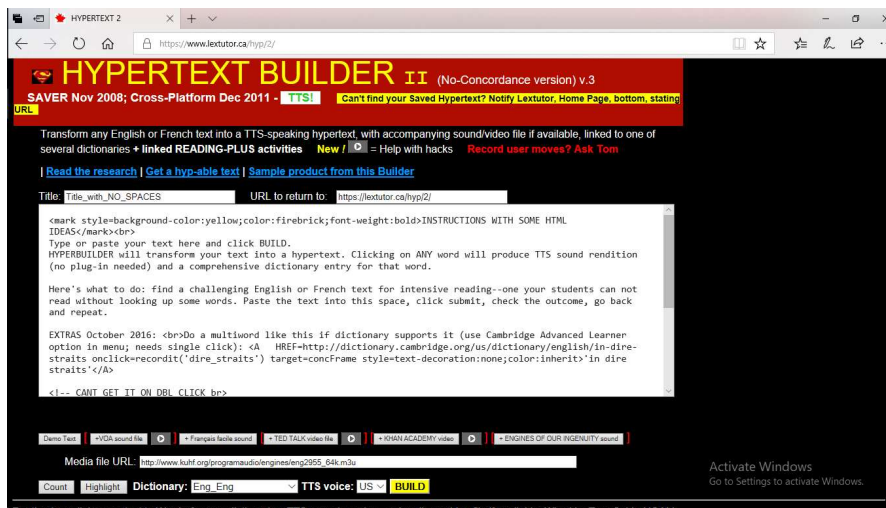 HYPERTEXT 2
https://www.lextutor.ca/hyp/2/
HYPERTEXT BUILDER II (No-Concordance version) v.3
SAVER Nov 2008; Cross-Platform Dec 2011 - TTS! Can't find your Saved Hypertext? Notify Lextutor, Home Page, bottom, stating
URL
Transform any English or French text into a TTS-speaking hypertext, with accompanying sound/video file if available, linked to one of
several dictionaries + linked READING-PLUS activities New ! = Help with hacks Record user moves? Ask Tom
| Read the research | Get a hyp-able text | Sample product from this Builder
Title: Title_with_NO_SPACES URL to return to: https://lextutor.ca/hyp/2/
<mark style=background-color:yellow;color:firebrick;font-weight:bold>INSTRUCTIONS WITH SOME HTML
IDEAS</mark><br>
Type or paste your text here and click BUILD.
HYPERBUILDER will transform your text into a hypertext. Clicking on ANY word will produce TTS sound rendition
(no plug-in needed) and a comprehensive dictionary entry for that word.
Here's what to do: find a challenging English or French text for intensive reading--one your students can not
read without looking up some words. Paste the text into this space, click submit, check the outcome, go back
and repeat.
EXTRAS October 2016: <br>Do a multiword like this if dictionary supports it (use Cambridge Advanced Learner
option in menu; needs single click): <A HREF=http://dictionary.cambridge.org/us/dictionary/english/in-dire-
straits onclick=recordit('dire_straits') target=concFrame style=text-decoration:none;color:inherit>'in dire
straits'</A>
<!-- CANT GET IT ON DBL CLICK br>
Demo Text +VOA sound file ] [ + Français facile sound ] [ + TED TALK video file ] [ + KHAN ACADEMY video ] [ + ENGINES OF OUR INGENUITY sound ]
Media file URL: http://www.kuhf.org/programaudio/engines/eng2955_64k.m3u
Count Highlight Dictionary: Eng_Eng TTS voice: US BUILD
Activate Windows
Go to Settings to activate Windows.